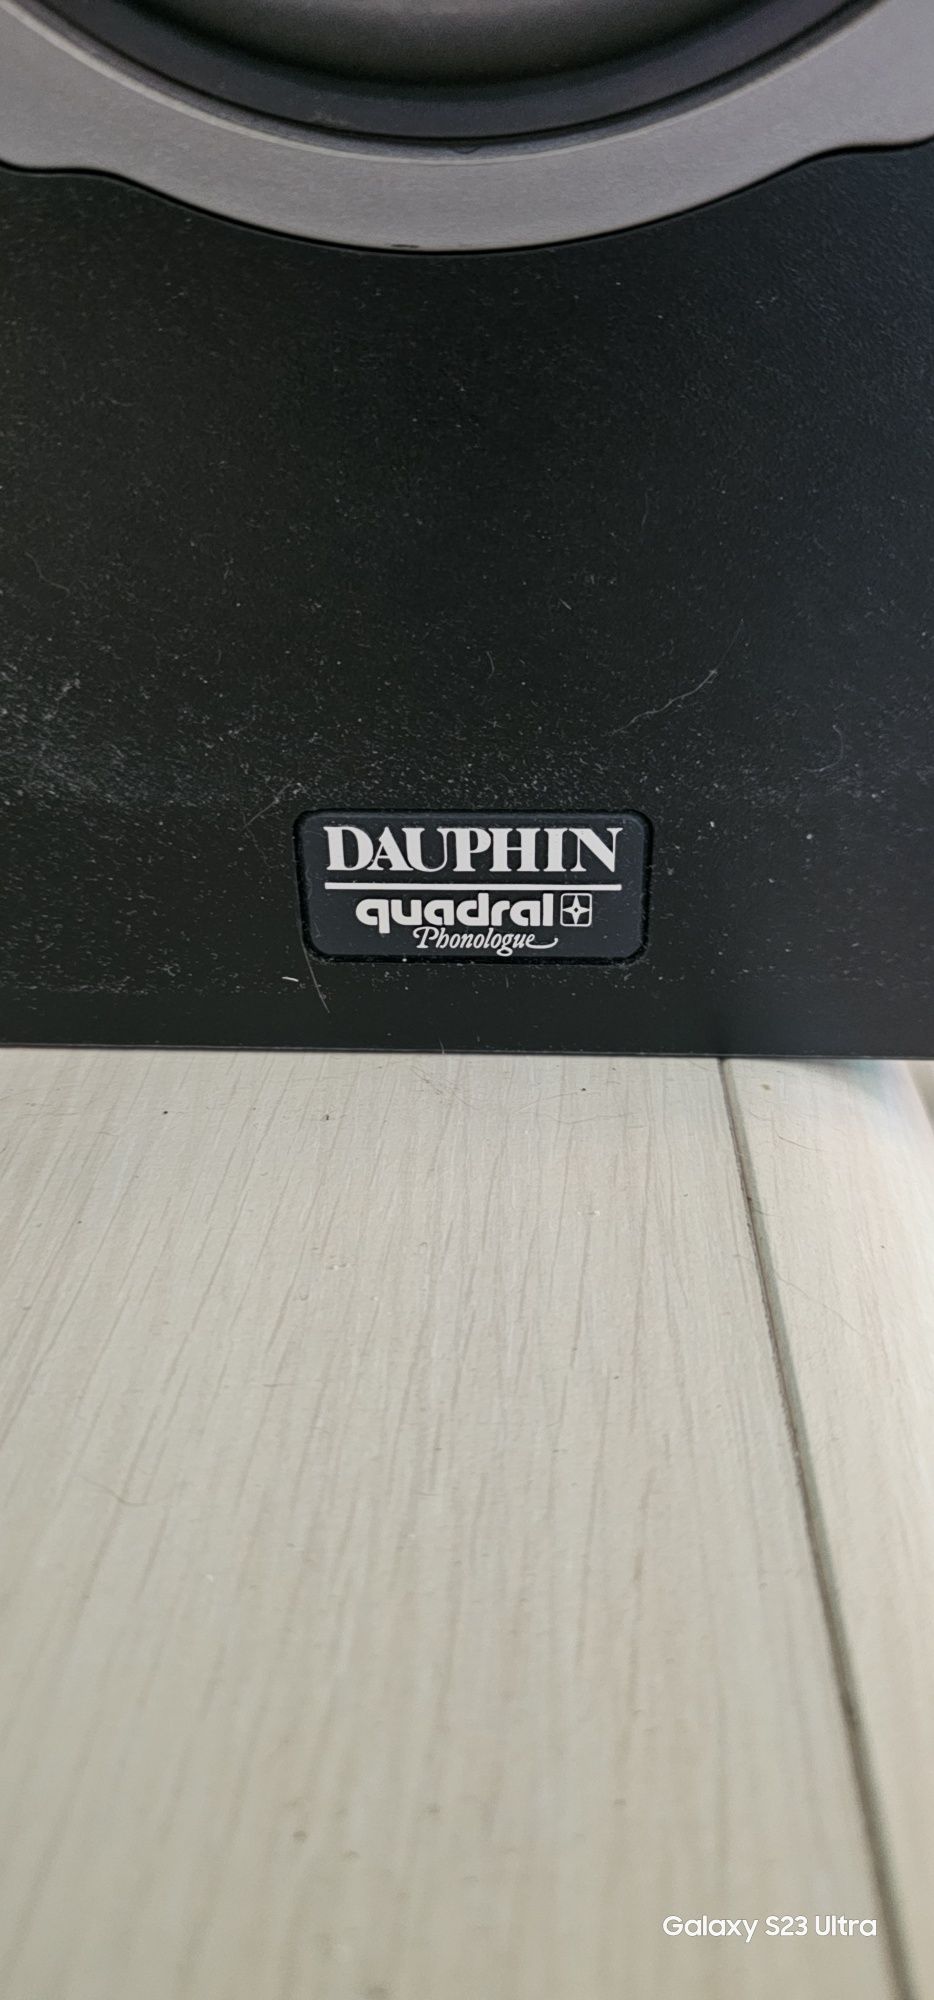 DAUPHIN
quadral
Phonologue
Galaxy S23 Ultra